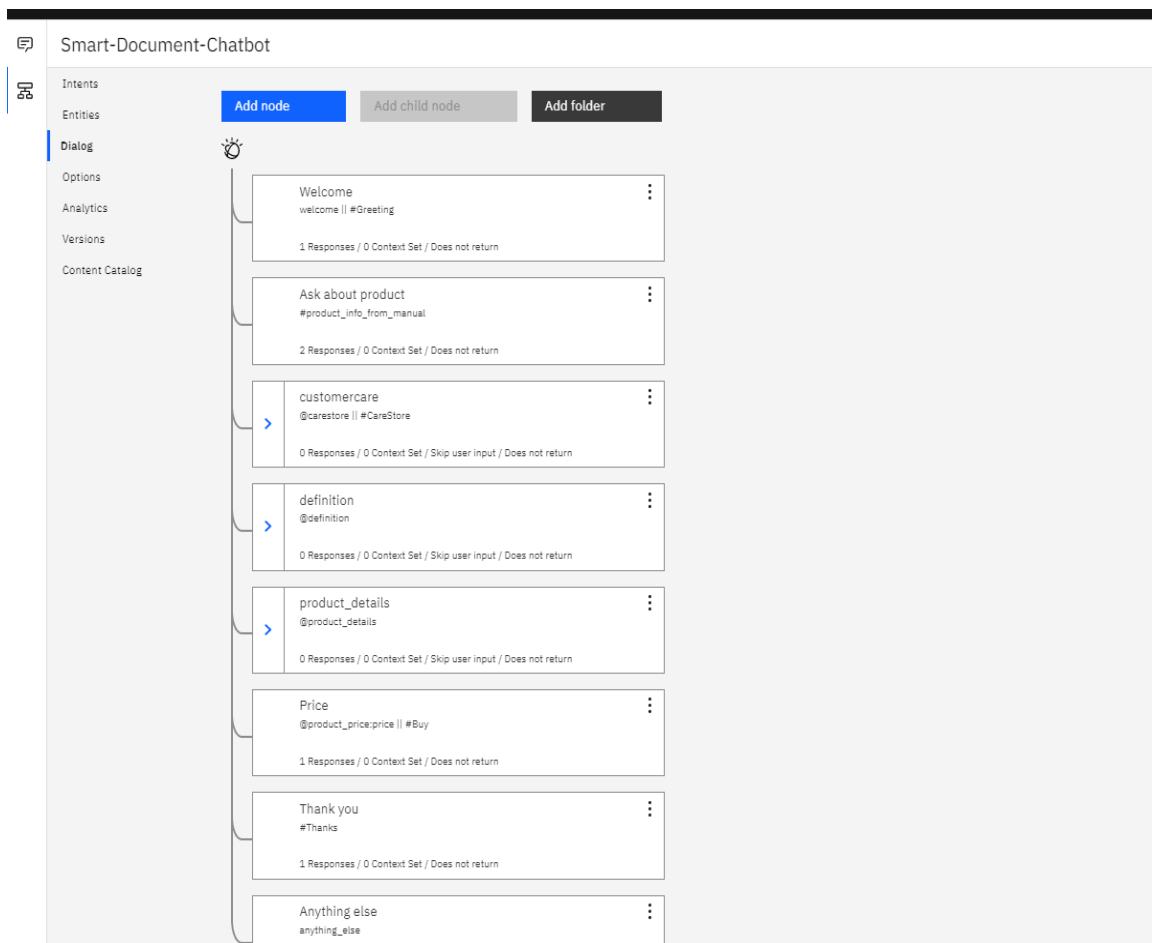 Smart-Document-Chatbot
Intents
Entities
Dialog
Options
Analytics
Versions
Content Catalog
Add node
Add child node
Add folder
Welcome
welcome || #Greeting
1 Responses / 0 Context Set / Does not return
Ask about product
#product_info_from_manual
2 Responses / 0 Context Set / Does not return
customercare
@carestore || #CareStore
0 Responses / 0 Context Set / Skip user input / Does not return
definition
@definition
0 Responses / 0 Context Set / Skip user input / Does not return
product_details
@product_details
0 Responses / 0 Context Set / Skip user input / Does not return
Price
@product_price:price || #Buy
1 Responses / 0 Context Set / Does not return
Thank you
#Thanks
1 Responses / 0 Context Set / Does not return
Anything else
anything_else